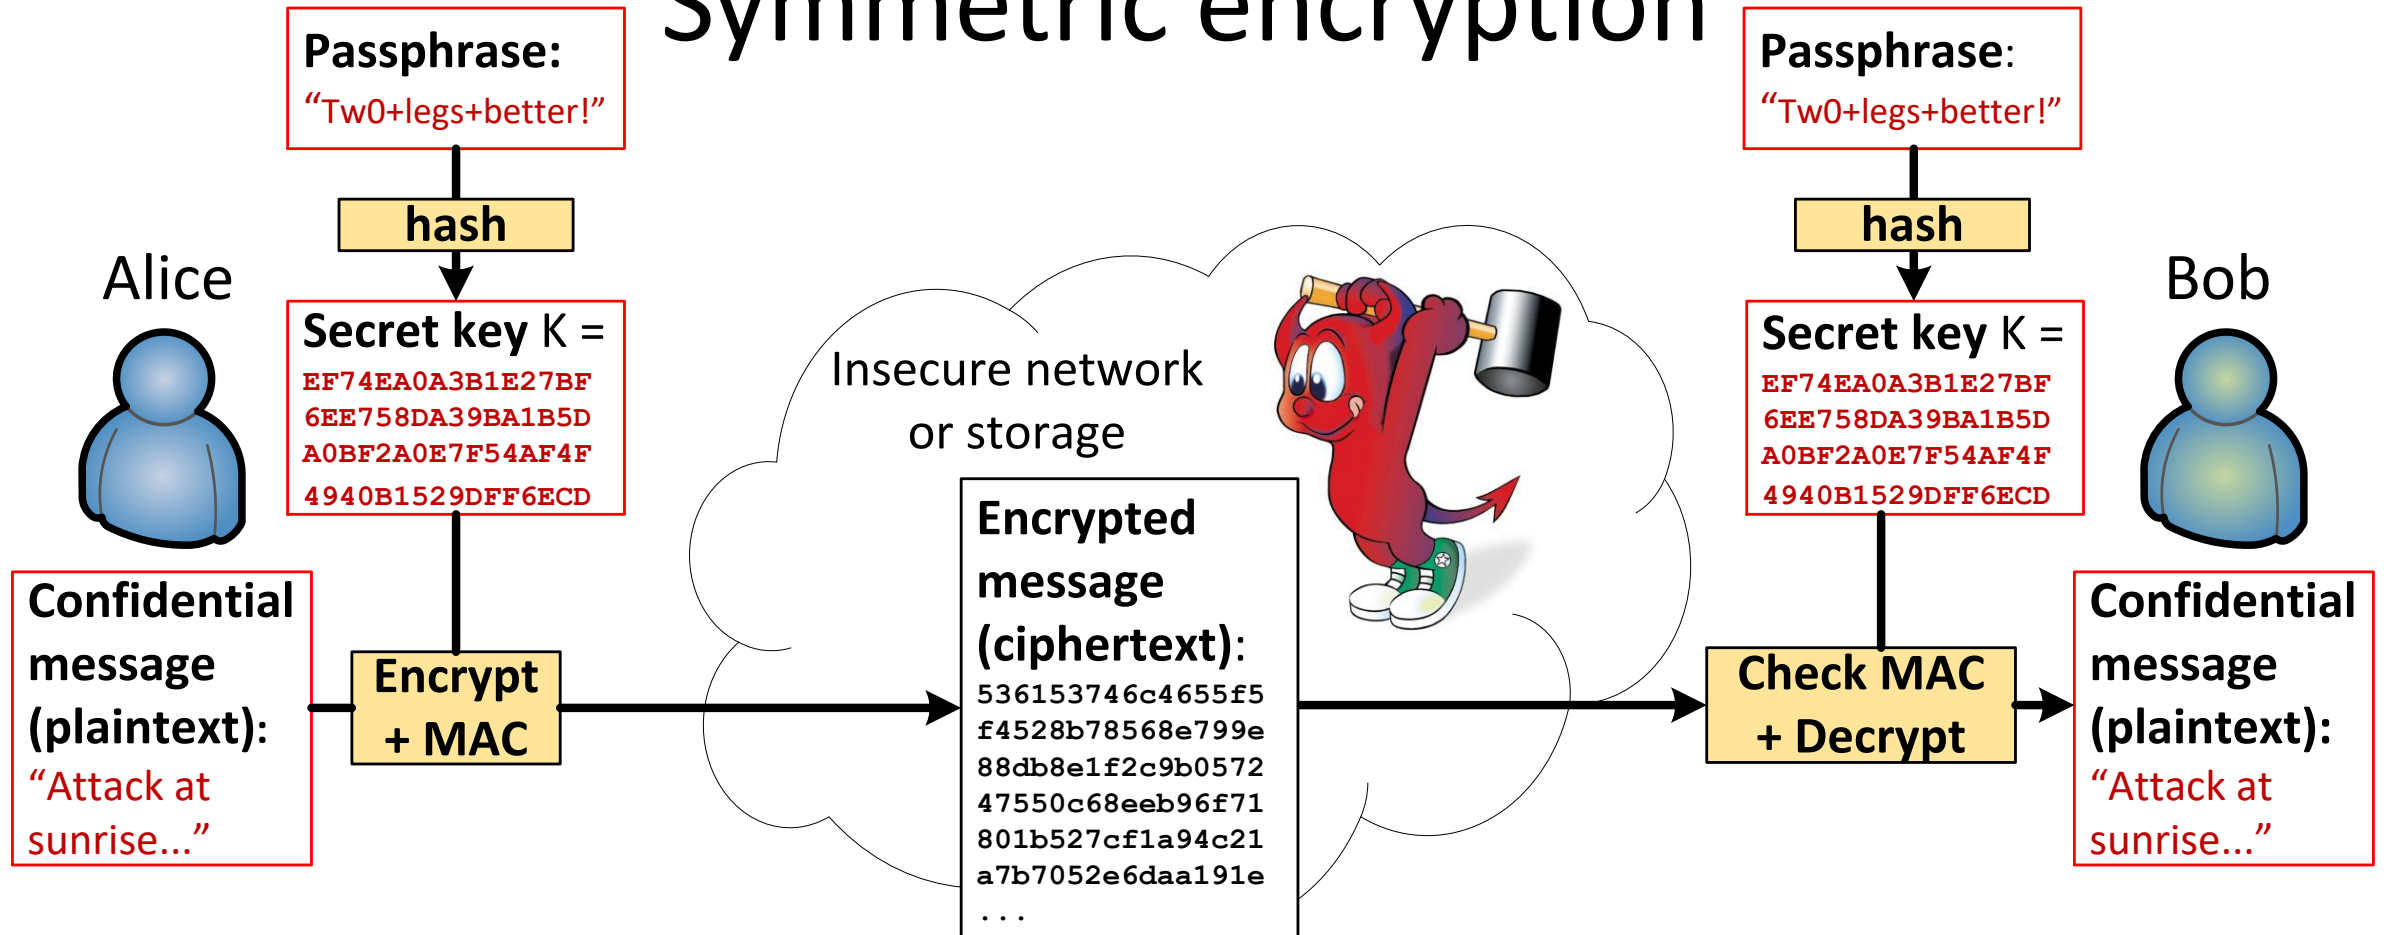 Symmetric encryption
Passphrase:
“Tw0+legs+better!”
hash
Alice
Secret key K =
EF74EA0A3B1E27BF
6EE758DA39BA1B5D
A0BF2A0E7F54AF4F
4940B1529DFF6ECD
Confidential
message
(plaintext):
“Attack at
sunrise...”
Encrypt
+ MAC
Insecure network
or storage
Encrypted
message
(ciphertext):
536153746c4655f5
f4528b78568e799e
88db8e1f2c9b0572
47550c68eeb96f71
801b527cf1a94c21
a7b7052e6daa191e
...
Passphrase:
“Tw0+legs+better!”
hash
Bob
Secret key K =
EF74EA0A3B1E27BF
6EE758DA39BA1B5D
A0BF2A0E7F54AF4F
4940B1529DFF6ECD
Check MAC
+ Decrypt
Confidential
message
(plaintext):
“Attack at
sunrise...”